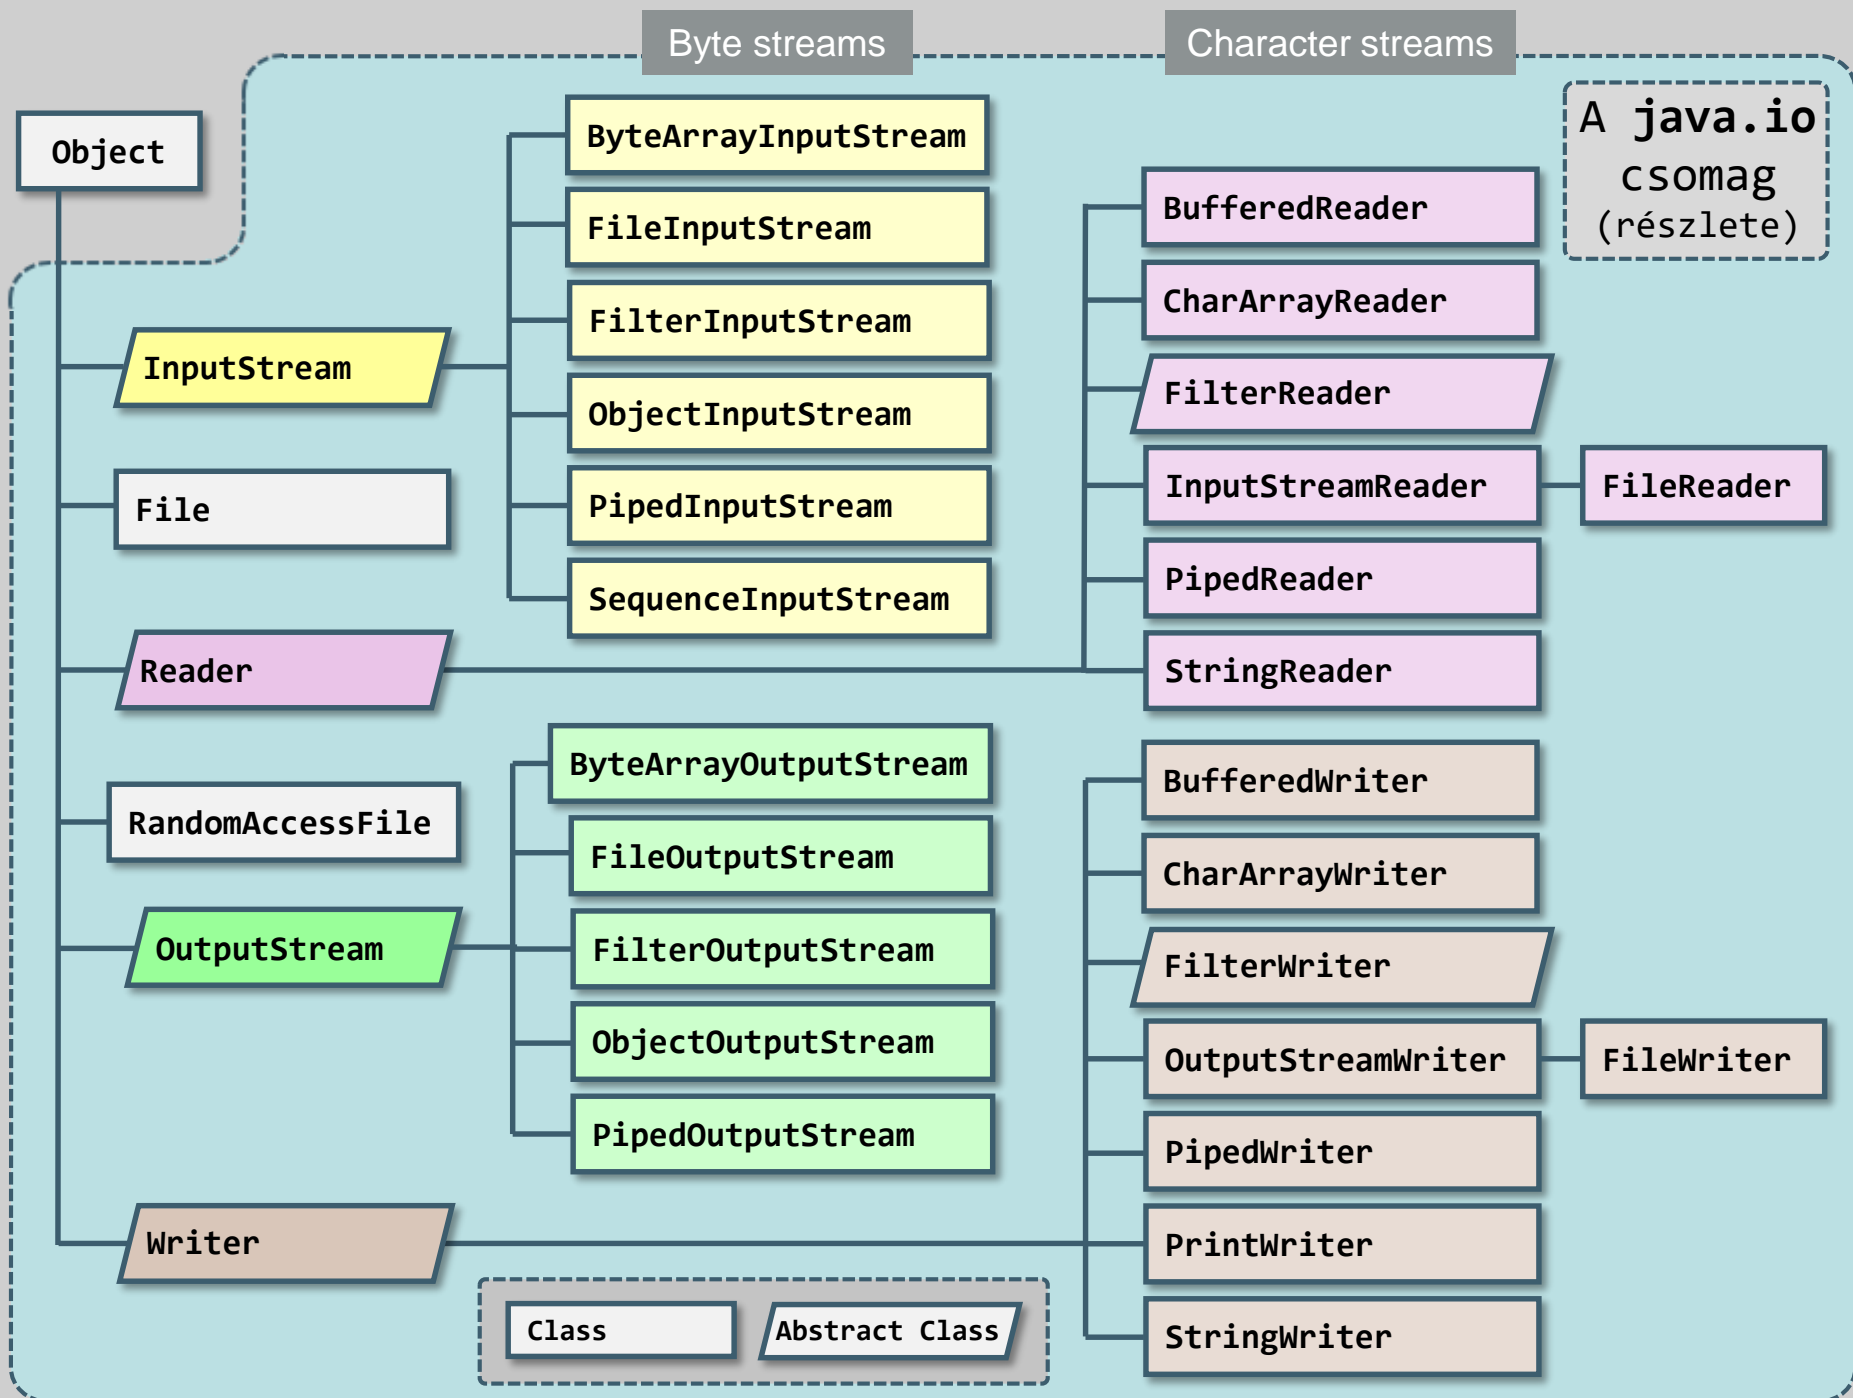 Byte streams
Character streams
A java.io
csomag
(részlete)
Object
InputStream
File
Reader
RandomAccessFile
OutputStream
Writer
ByteArrayInputStream
FileInputStream
FilterInputStream
ObjectInputStream
PipedInputStream
SequenceInputStream
ByteArrayOutputStream
FileOutputStream
FilterOutputStream
ObjectOutputStream
PipedOutputStream
BufferedReader
CharArrayReader
FilterReader
InputStreamReader
FileReader
PipedReader
StringReader
BufferedWriter
CharArrayWriter
FilterWriter
OutputStreamWriter
FileWriter
PipedWriter
PrintWriter
StringWriter
Class
Abstract Class